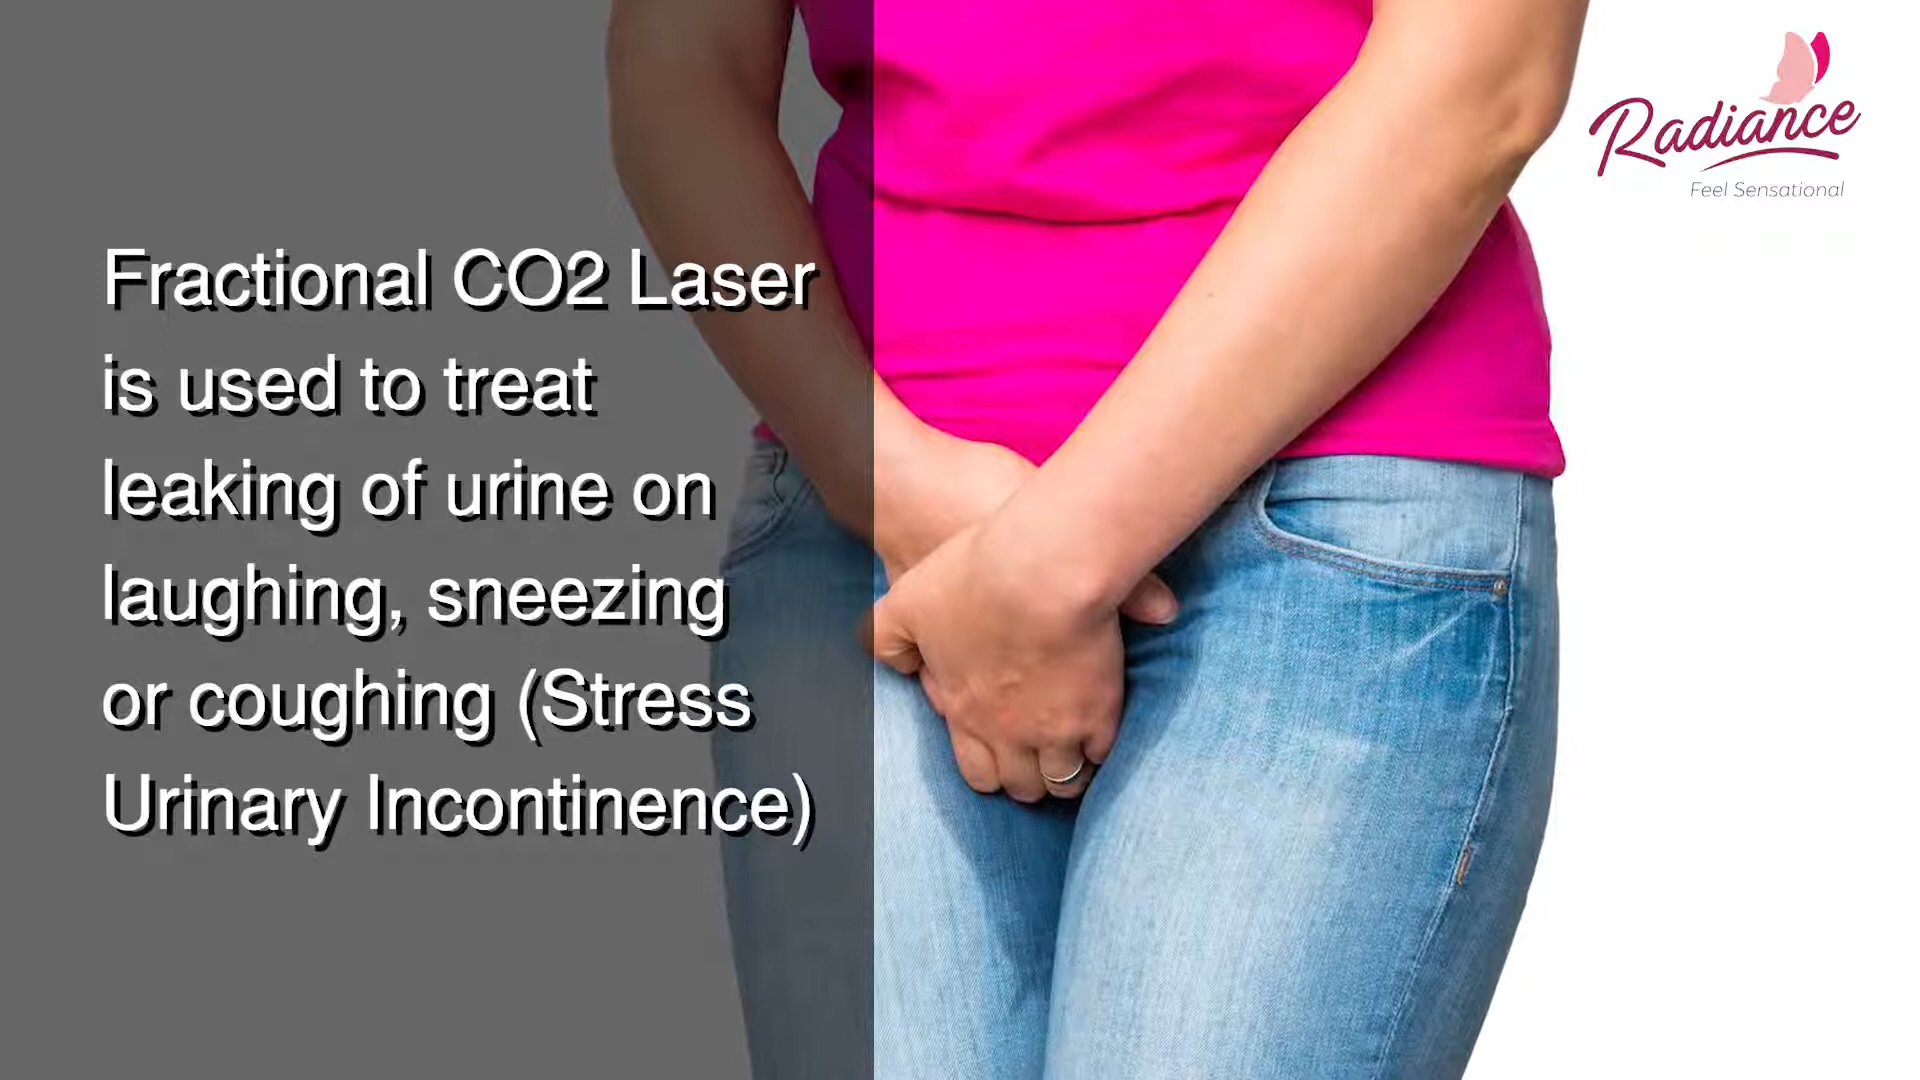 Radiance
Feel Sensational
Fractional CO2 Laser
is used to treat
leaking of urine on
laughing, sneezing
or coughing (Stress
Urinary Incontinence)